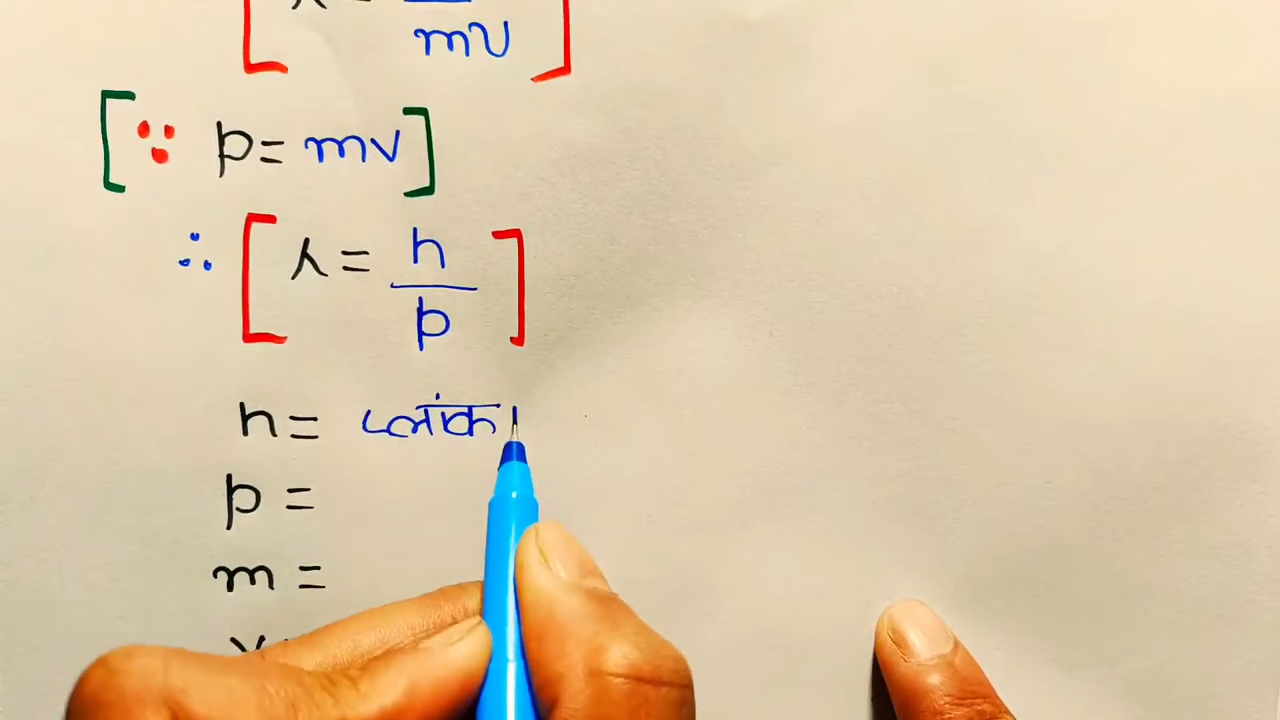 mv
[∵ p = mv]
∴ [λ = h/p]
h = प्लांक
p =
m =